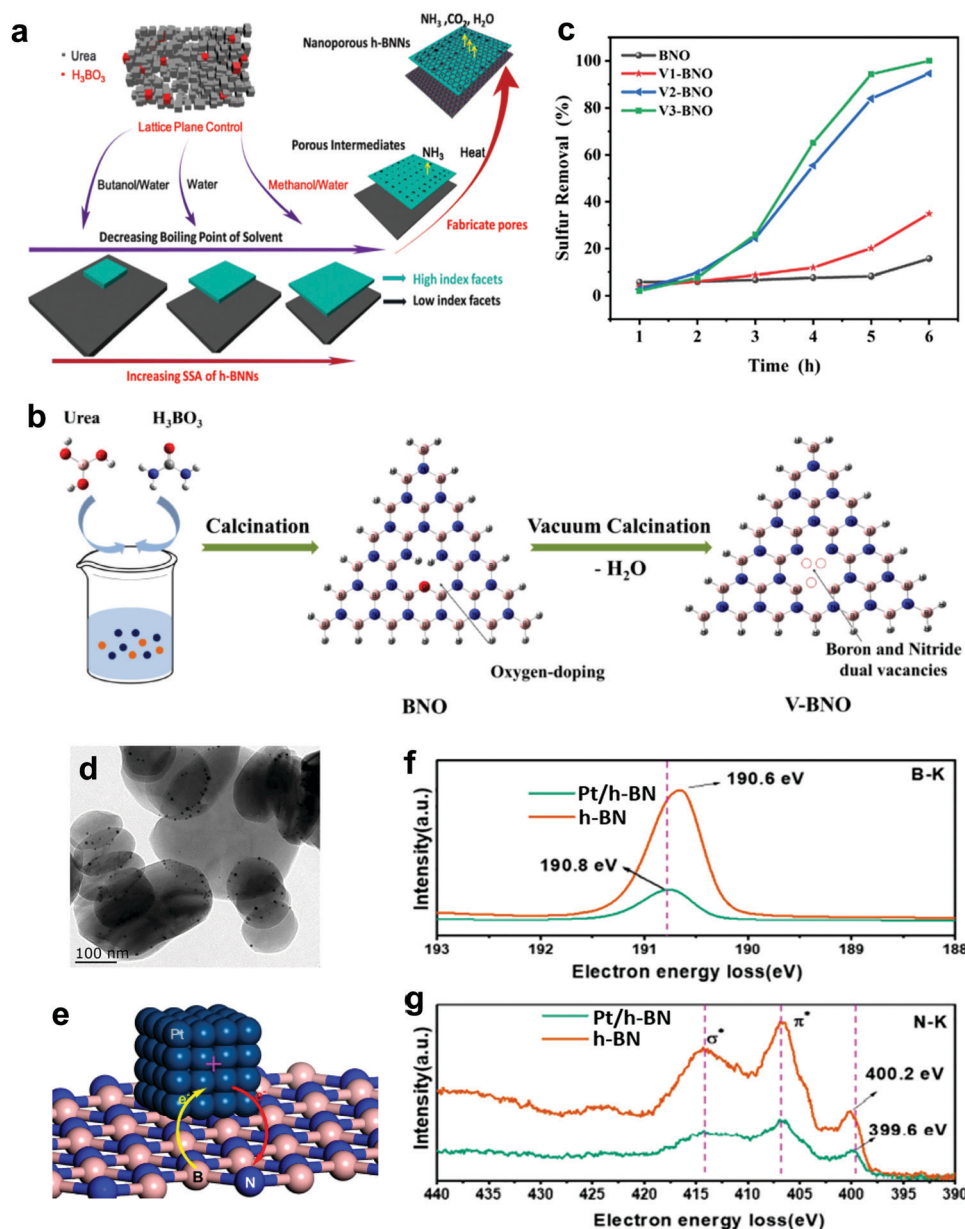 a
Urea
H₃BO₃
Lattice Plane Control
Butanol/Water
Water
Methanol/Water
Decreasing Boiling Point of Solvent
High index facets
Low index facets
Increasing SSA of h-BNNs
NH₃ ,CO₂, H₂O
Nanoporous h-BNNs
Porous Intermediates
NH₃
Heat
Fabricate pores
c
BNO
V1-BNO
V2-BNO
V3-BNO
Sulfur Removal (%)
100
80
60
40
20
0
1 2 3 4 5 6
Time (h)
b
Urea
H₃BO₃
Calcination
Oxygen-doping
BNO
Vacuum Calcination
- H₂O
Boron and Nitride
dual vacancies
V-BNO
d
100 nm
e
Pt
+
e⁻
e⁻
B
N
f
B-K
Pt/h-BN
h-BN
190.6 eV
190.8 eV
Intensity(a.u.)
193 192 191 190 189 188
Electron energy loss(eV)
g
N-K
Pt/h-BN
h-BN
σ*
π*
400.2 eV
399.6 eV
Intensity(a.u.)
440 435 430 425 420 415 410 405 400 395 390
Electron energy loss(eV)